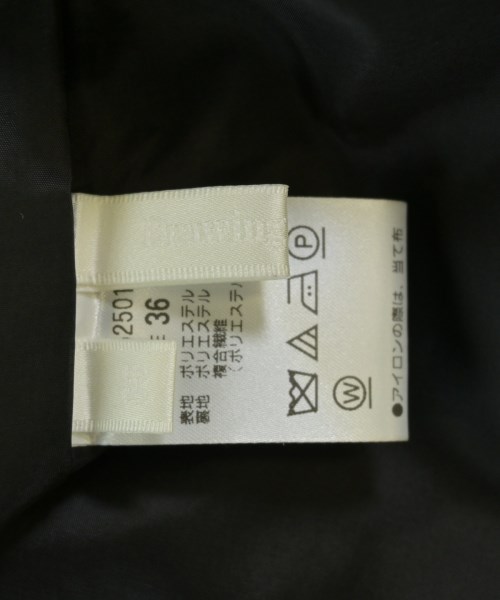 2501
36
表地 ポリエステル
裏地 ポリエステル
複合繊維
(ポリエステル
P
W
●アイロンの際は、当て布